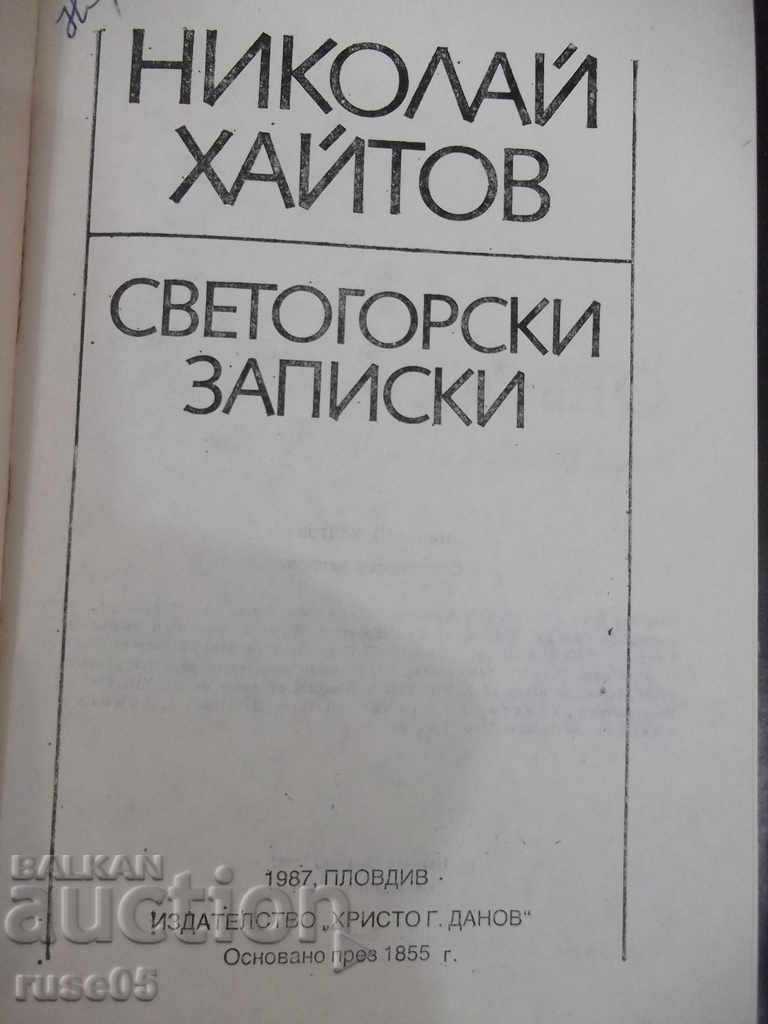 НИКОЛАЙ
ХАЙТОВ
СВЕТОГОРСКИ
ЗАПИСКИ
1987, ПЛОВДИВ
ИЗДАТЕЛСТВО „ХРИСТО Г. ДАНОВ“
Основано през 1855 г.
BALKAN
auction
ruse05